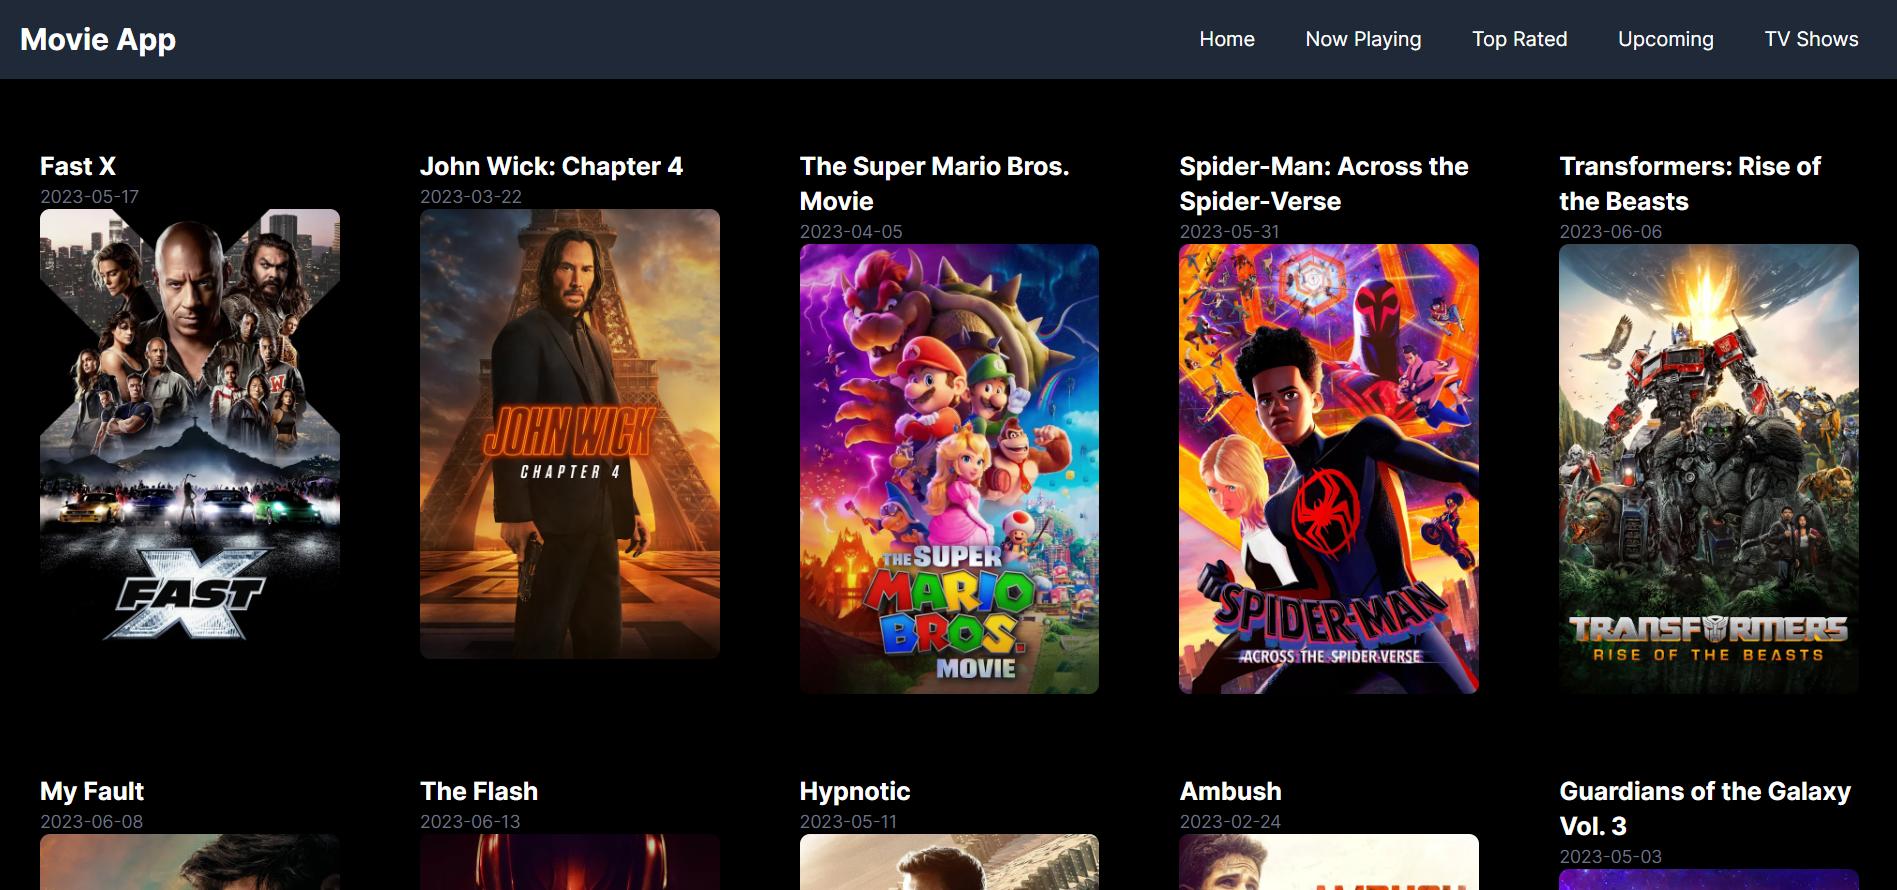 Movie App
Home Now Playing Top Rated Upcoming TV Shows
Fast X
2023-05-17
FAST X
John Wick: Chapter 4
2023-03-22
JOHN WICK
CHAPTER 4
The Super Mario Bros.
Movie
2023-04-05
THE SUPER
MARIO
BROS.
MOVIE
Spider-Man: Across the
Spider-Verse
2023-05-31
SPIDER-MAN
ACROSS THE SPIDER-VERSE
Transformers: Rise of
the Beasts
2023-06-06
TRANSFORMERS
RISE OF THE BEASTS
My Fault
2023-06-08
The Flash
2023-06-13
Hypnotic
2023-05-11
Ambush
2023-02-24
AMBUSH
Guardians of the Galaxy
Vol. 3
2023-05-03